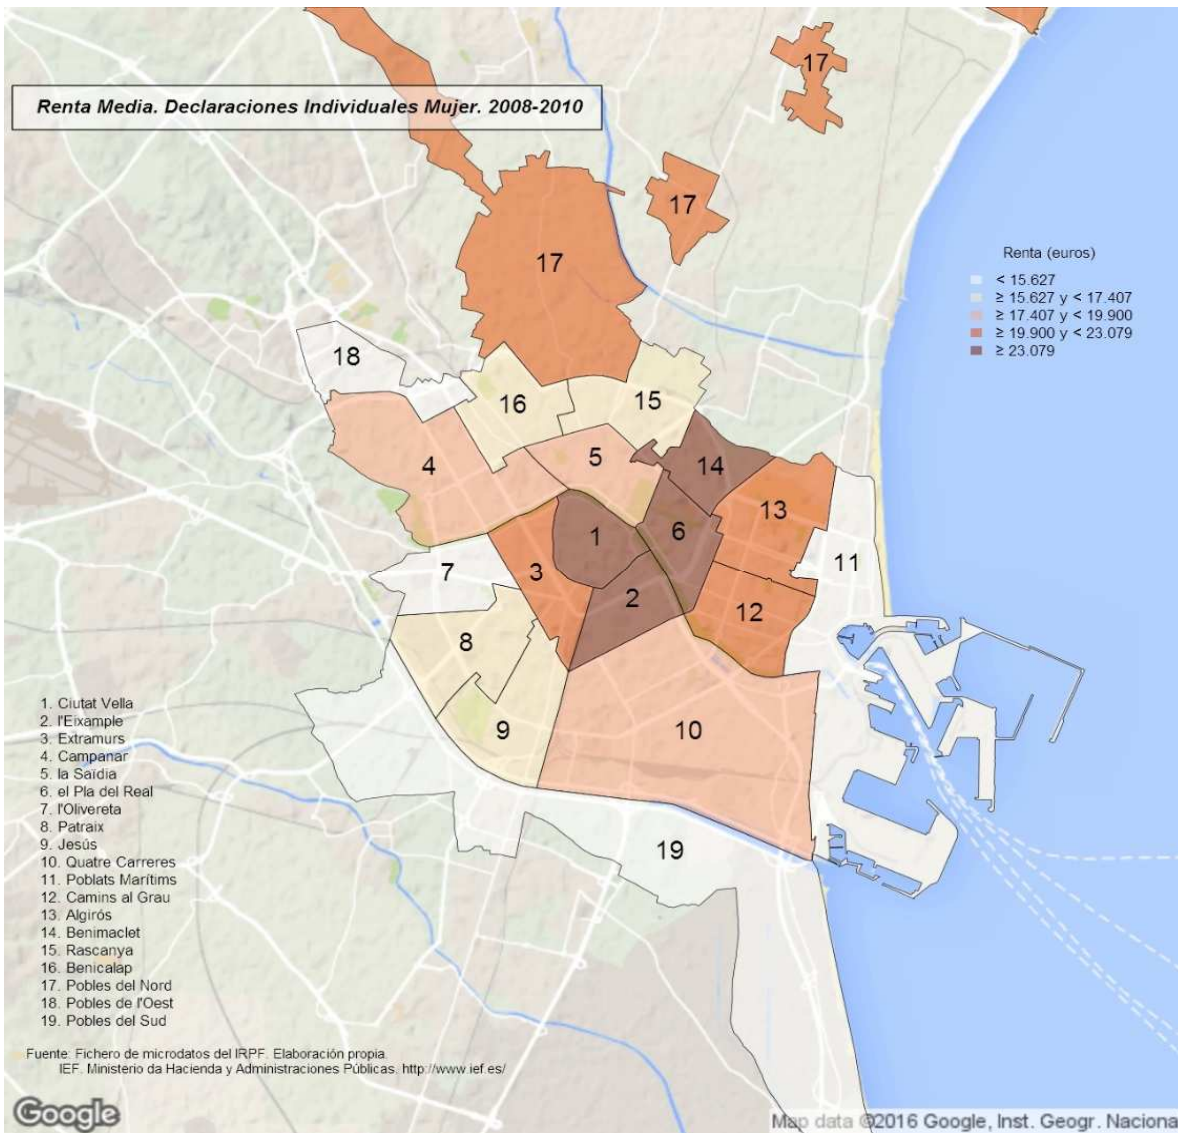 Renta Media. Declaraciones Individuales Mujer. 2008-2010
17
17
17
Renta (euros)
< 15.627
≥ 15.627 y < 17.407
≥ 17.407 y < 19.900
≥ 19.900 y < 23.079
≥ 23.079
18
16
15
4
5
14
13
6
1
11
7
3
2
12
8
9
10
19
1. Ciutat Vella
2. l'Eixample
3. Extramurs
4. Campanar
5. la Saïdia
6. el Pla del Real
7. l'Olivereta
8. Patraix
9. Jesús
10. Quatre Carreres
11. Poblats Marítims
12. Camins al Grau
13. Algirós
14. Benimaclet
15. Rascanya
16. Benicalap
17. Pobles del Nord
18. Pobles de l'Oest
19. Pobles del Sud
Fuente: Fichero de microdatos del IRPF. Elaboración propia.
IEF. Ministerio da Hacienda y Administraciones Públicas, http://www.ief.es/
Google
Map data ©2016 Google, Inst. Geogr. Naciona